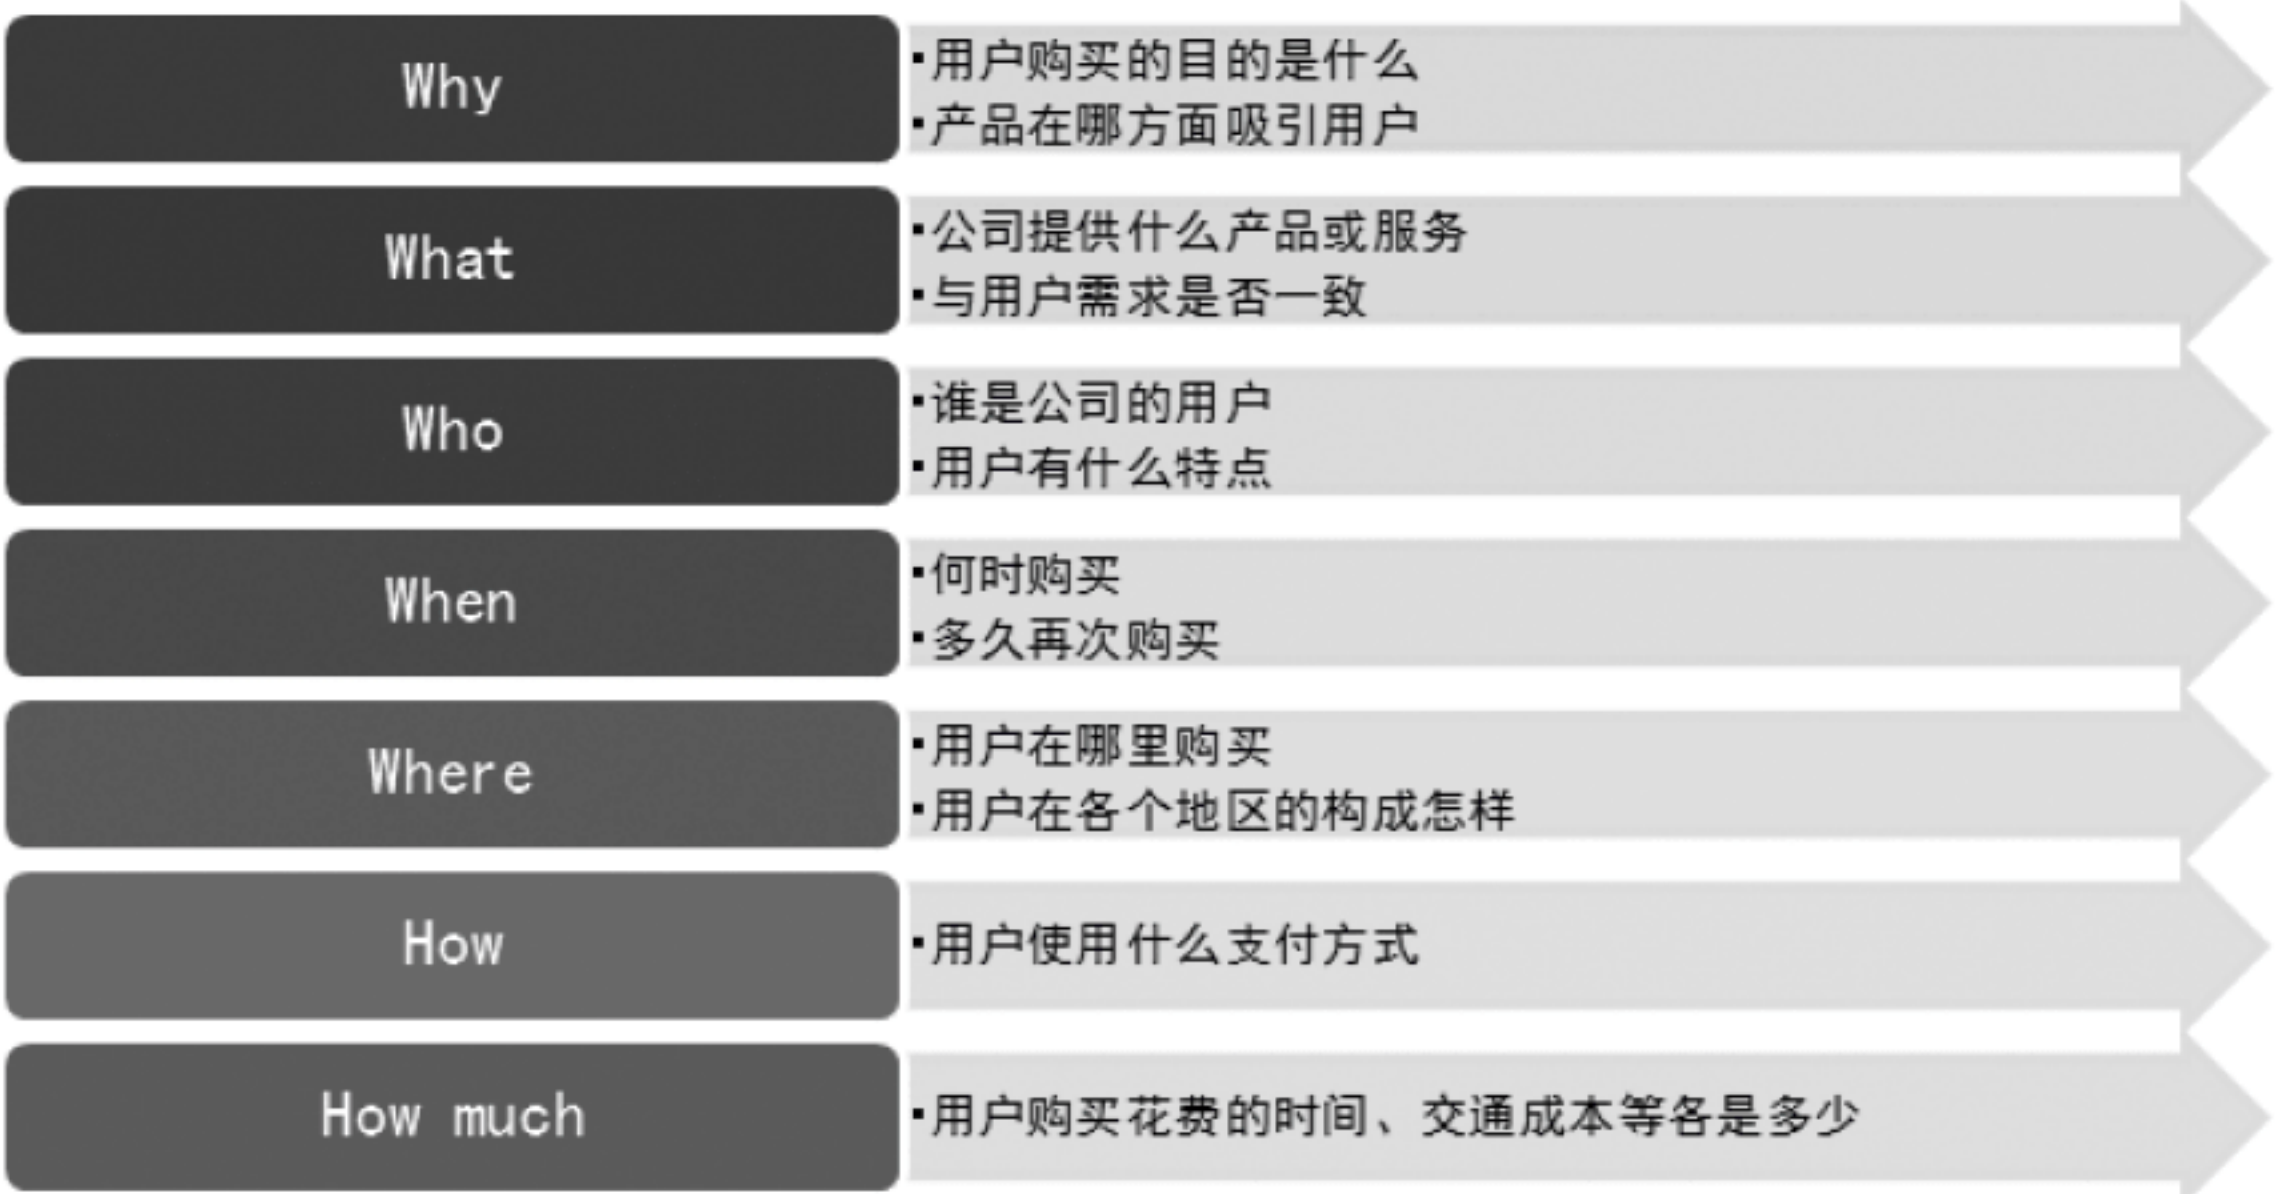 Why
▪用户购买的目的是什么
▪产品在哪方面吸引用户
What
▪公司提供什么产品或服务
▪与用户需求是否一致
Who
▪谁是公司的用户
▪用户有什么特点
When
▪何时购买
▪多久再次购买
Where
▪用户在哪里购买
▪用户在各个地区的构成怎样
How
▪用户使用什么支付方式
How much
▪用户购买花费的时间、交通成本等各是多少